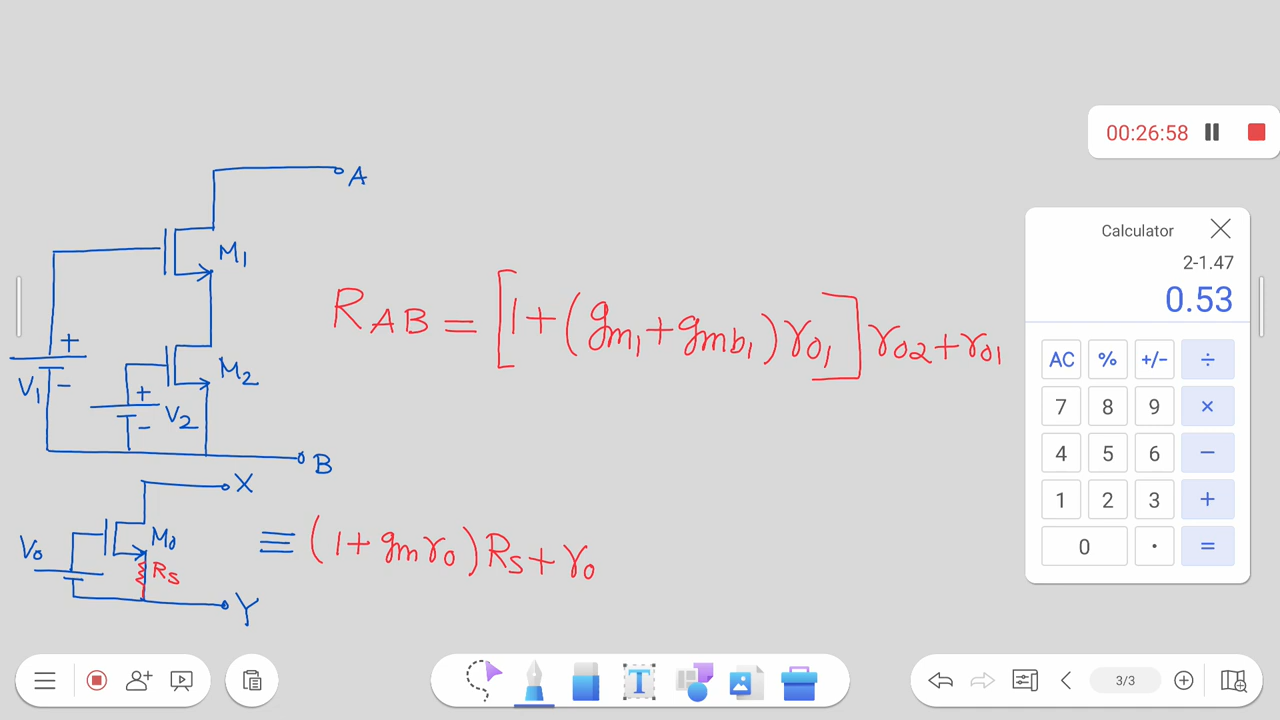 00:26:58
A
Calculator
2-1.47
0.53
M1
RAB = [1+(gm1+gmb1)ro1]ro2+ro1
+
V1 -
M2
+
V2
-
B
AC % +/- ÷
7 8 9 ×
4 5 6 −
1 2 3 +
0 . =
X
V0
M0
≡ (1+gmro)Rs+ro
Rs
Y
T
3/3